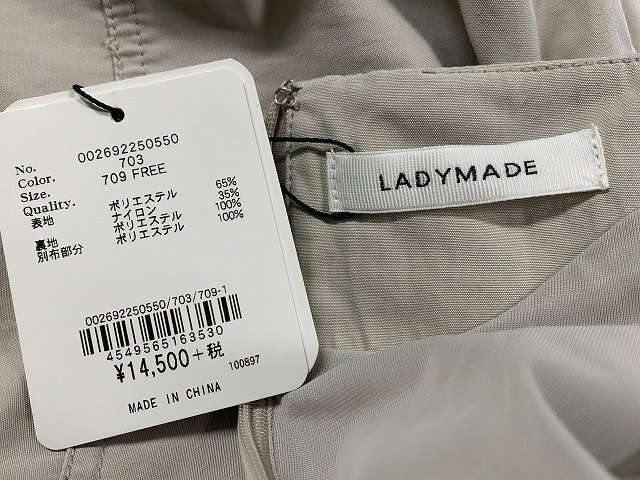 No. 002692250550
Color. 703
Size. 709 FREE
Quality.
表地 ポリエステル 65%
ナイロン 35%
裏地 ポリエステル 100%
別布部分 ポリエステル 100%
002692250550/703/709-1
4549565163530
¥14,500+税
100897
MADE IN CHINA
LADYMADE